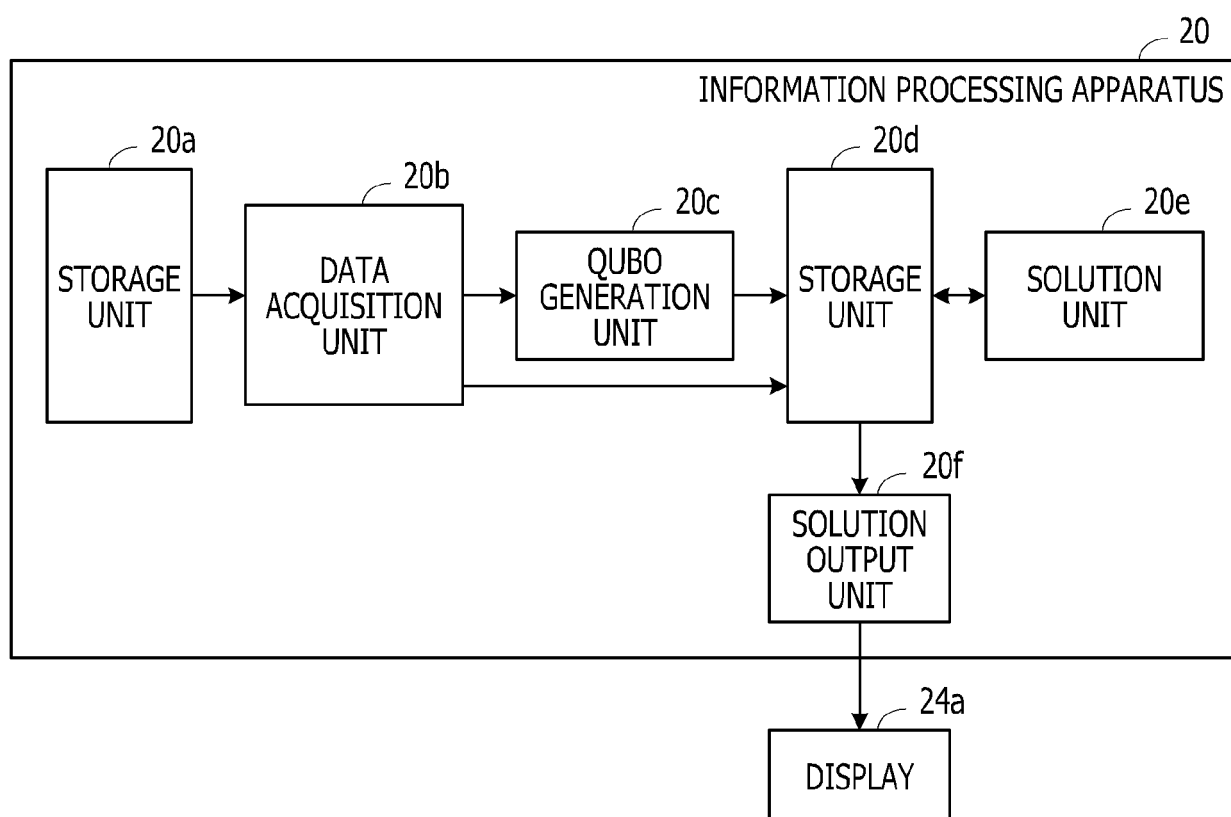 20
INFORMATION PROCESSING APPARATUS
20a
STORAGE
UNIT
20b
DATA
ACQUISITION
UNIT
20c
QUBO
GENERATION
UNIT
20d
STORAGE
UNIT
20e
SOLUTION
UNIT
20f
SOLUTION
OUTPUT
UNIT
24a
DISPLAY